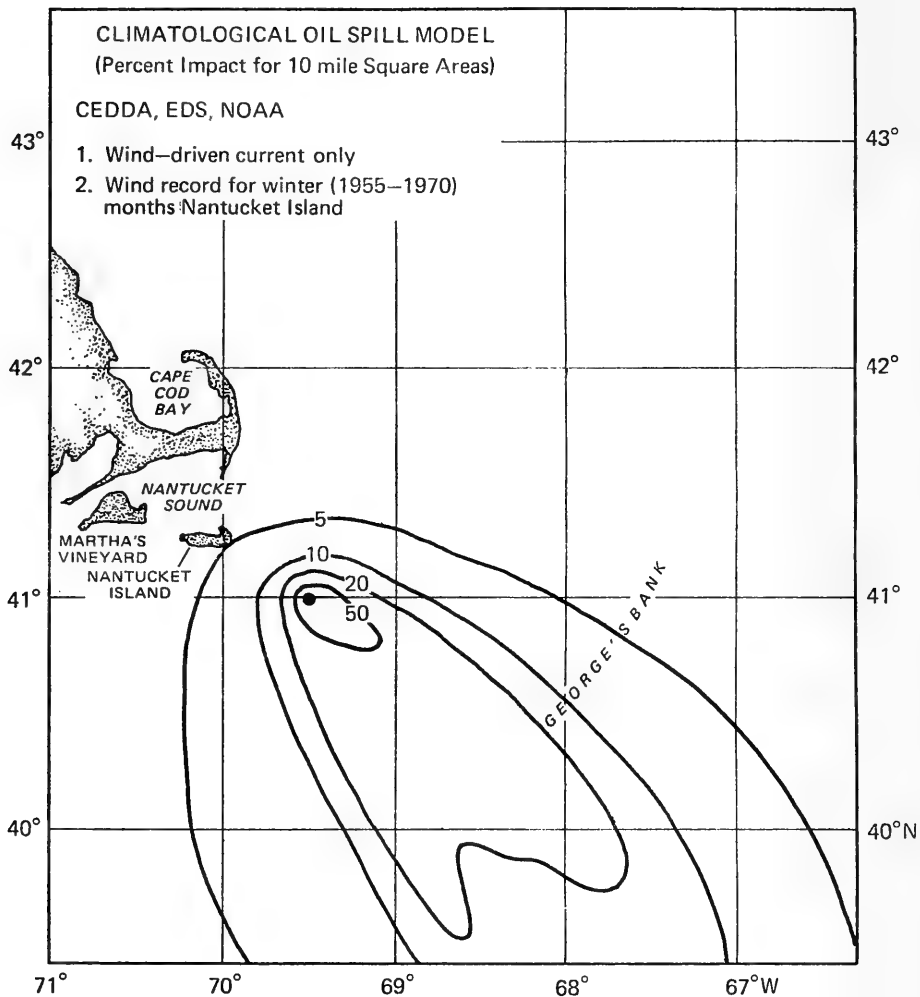 CLIMATOLOGICAL OIL SPILL MODEL
(Percent Impact for 10 mile Square Areas)
CEDDA, EDS, NOAA
1. Wind–driven current only
2. Wind record for winter (1955–1970)
months Nantucket Island
43°
43°
42°
42°
CAPE
COD
BAY
NANTUCKET
SOUND
MARTHA'S
VINEYARD
NANTUCKET
ISLAND
5
10
20
50
41°
41°
GEORGE'S BANK
40°
40°N
71°
70°
69°
68°
67°W